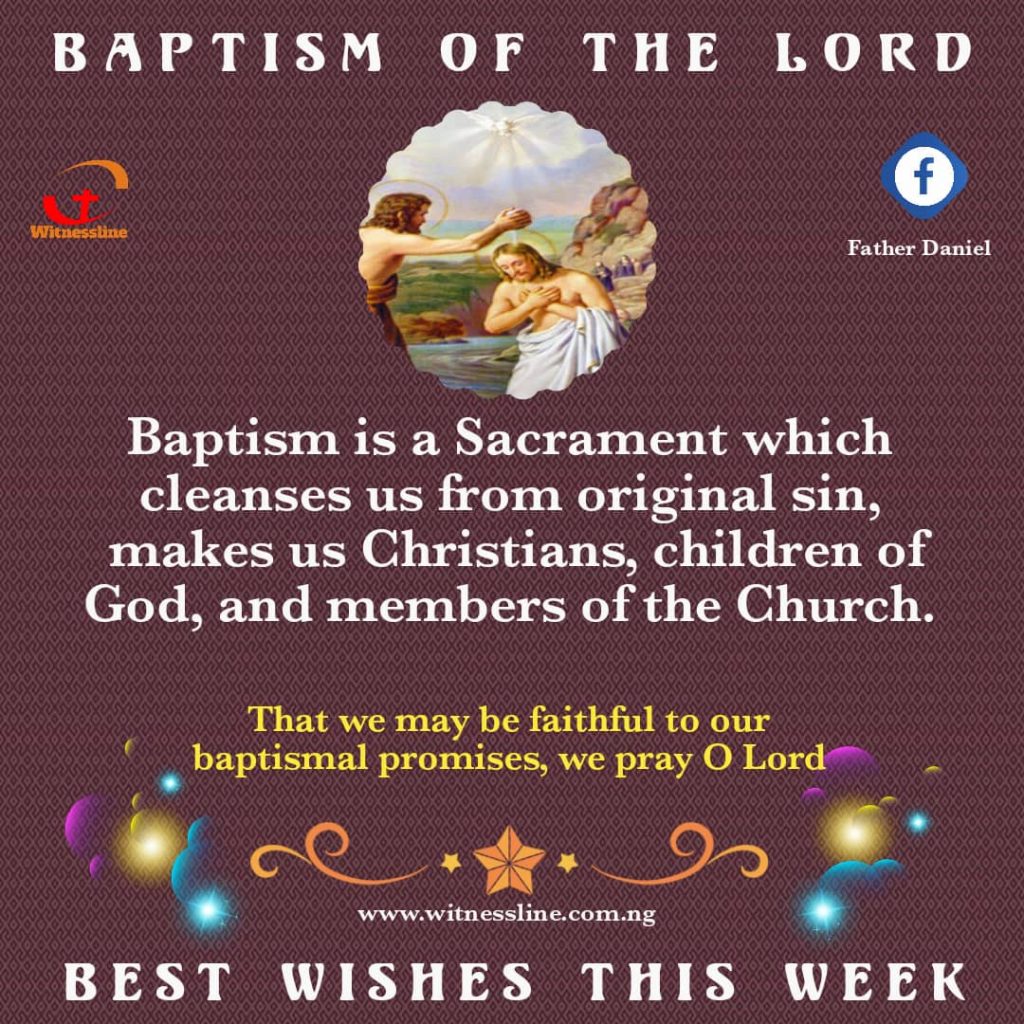 BAPTISM OF THE LORD
Witnessline
f
Father Daniel
Baptism is a Sacrament which
cleanses us from original sin,
makes us Christians, children of
God, and members of the Church.
That we may be faithful to our
baptismal promises, we pray O Lord
www.witnessline.com.ng
BEST WISHES THIS WEEK